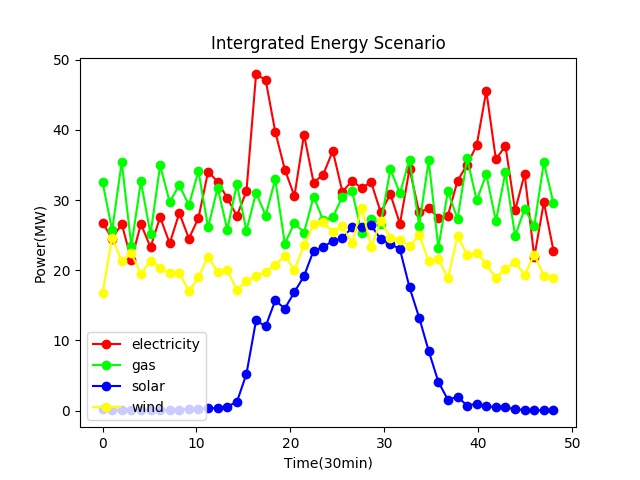 Intergrated Energy Scenario
Power(MW)
50
40
30
20
10
0
electricity
gas
solar
wind
0 10 20 30 40 50
Time(30min)